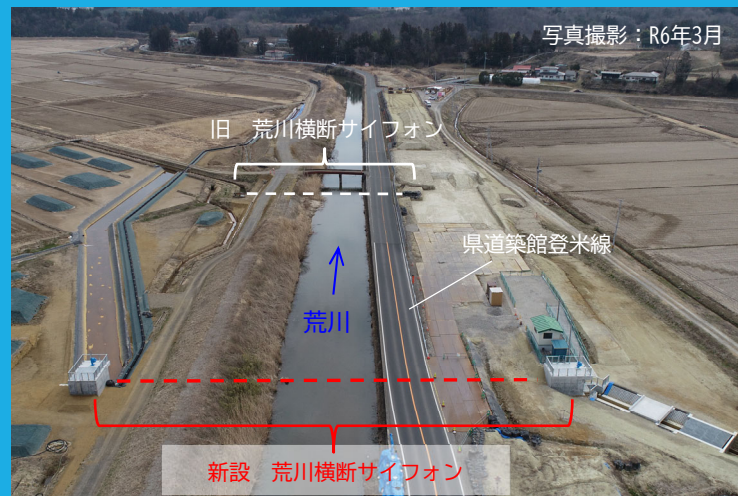 写真撮影：R6年3月
旧　荒川横断サイフォン
県道築館登米線
荒川
新設　荒川横断サイフォン